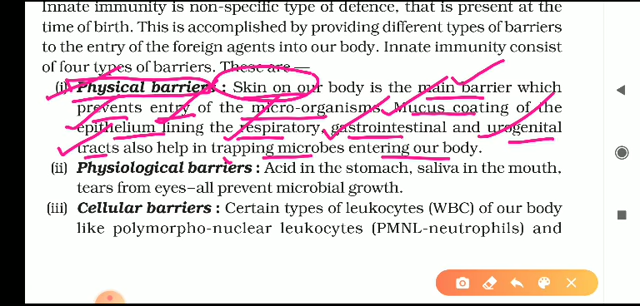 Innate immunity is non-specific type of defence, that is present at the
time of birth. This is accomplished by providing different types of barriers
to the entry of the foreign agents into our body. Innate immunity consist
of four types of barriers. These are—
(i) Physical barriers : Skin on our body is the main barrier which
prevents entry of the micro-organisms. Mucus coating of the
epithelium lining the respiratory, gastrointestinal and urogenital
tracts also help in trapping microbes entering our body.
(ii) Physiological barriers : Acid in the stomach, saliva in the mouth,
tears from eyes–all prevent microbial growth.
(iii) Cellular barriers : Certain types of leukocytes (WBC) of our body
like polymorpho-nuclear leukocytes (PMNL-neutrophils) and